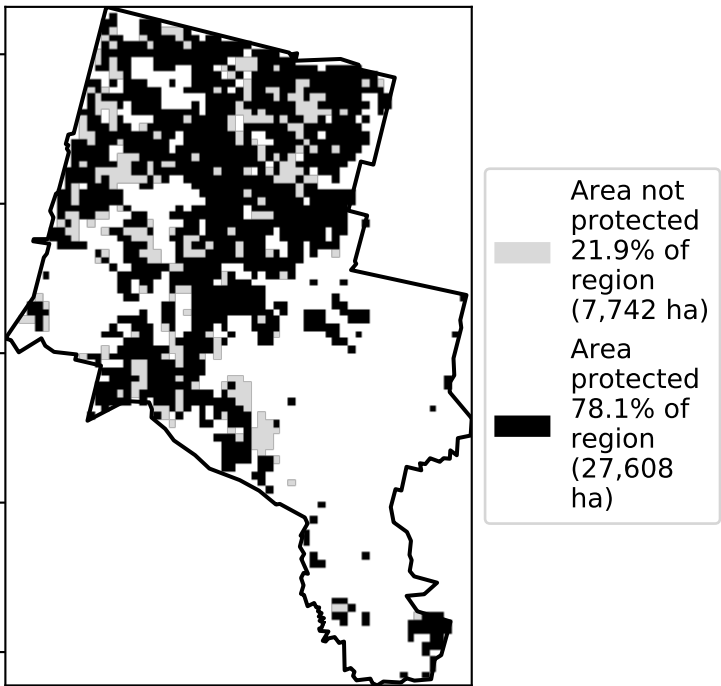 Area not
protected
21.9% of
region
(7,742 ha)
Area
protected
78.1% of
region
(27,608
ha)